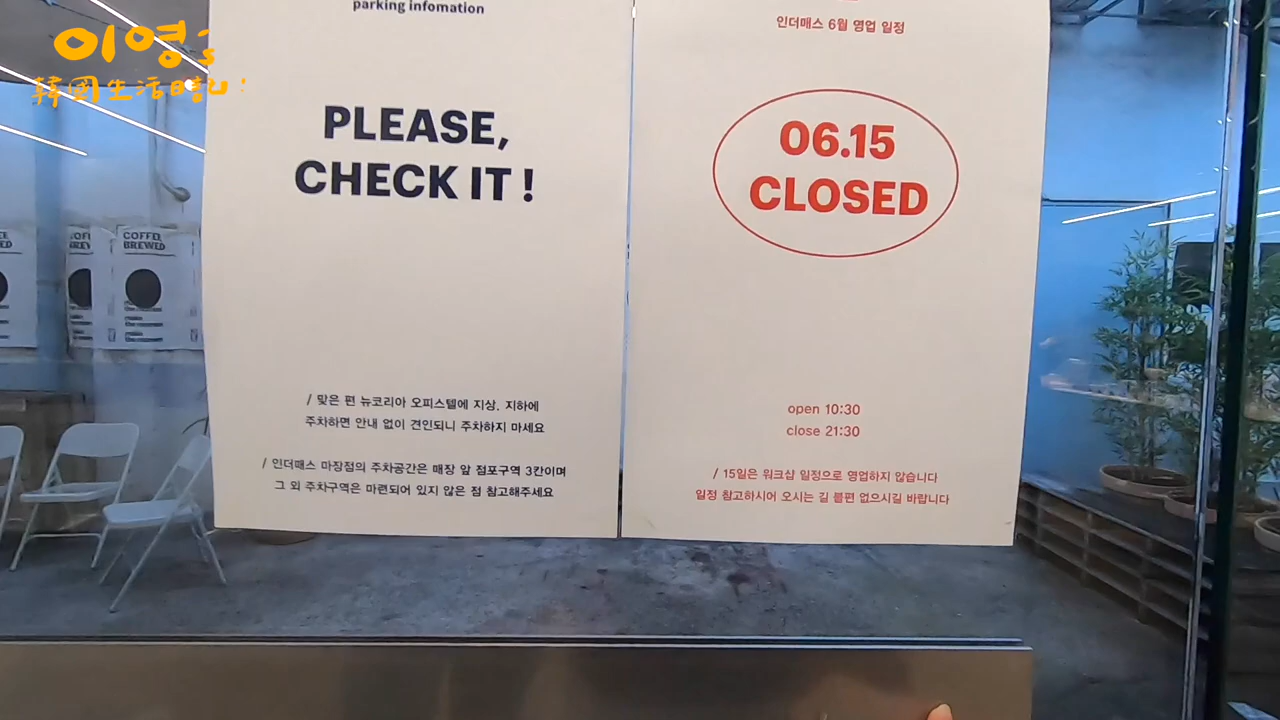 이영's
韓國生活日記!
parking infomation
PLEASE,
CHECK IT !
/ 맞은 편 뉴코리아 오피스텔에 지상, 지하에
주차하면 안내 없이 견인되니 주차하지 마세요
/ 인더매스 마장점의 주차공간은 매장 앞 점포구역 3칸이며
그 외 주차구역은 마련되어 있지 않은 점 참고해주세요
인더매스 6월 영업 일정
06.15
CLOSED
open 10:30
close 21:30
/ 15일은 워크샵 일정으로 영업하지 않습니다
일정 참고하시어 오시는 길 불편 없으시길 바랍니다
COFFEE
BREWED